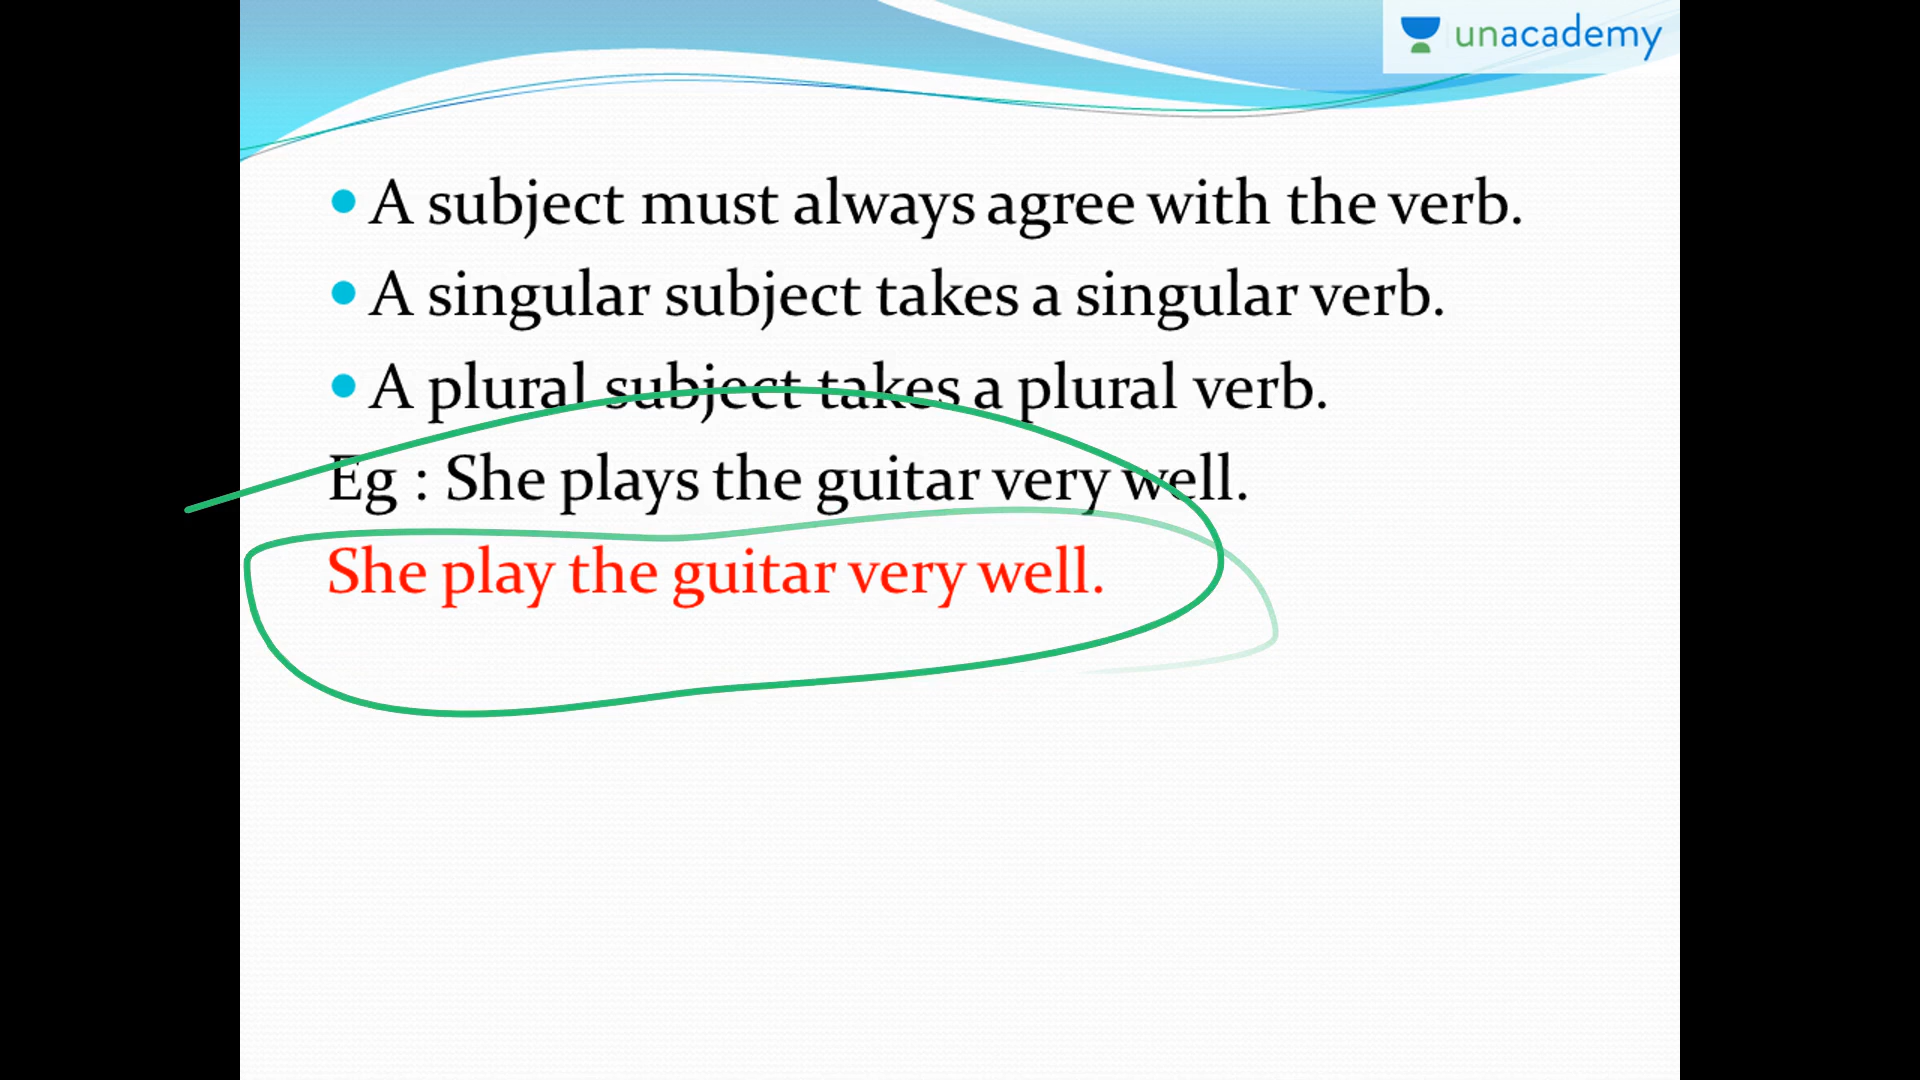 unacademy
• A subject must always agree with the verb.
• A singular subject takes a singular verb.
• A plural subject takes a plural verb.
Eg : She plays the guitar very well.
She play the guitar very well.